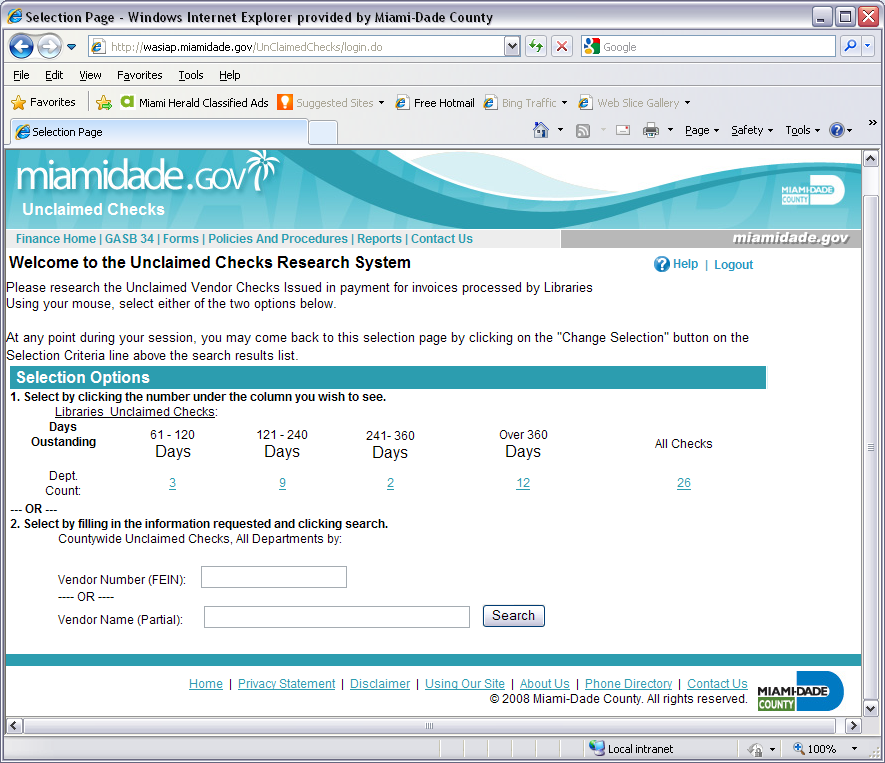 Selection Page - Windows Internet Explorer provided by Miami-Dade County
http://wasiap.miamidade.gov/UnClaimedChecks/login.do
Google
File Edit View Favorites Tools Help
Favorites Miami Herald Classified Ads Suggested Sites Free Hotmail Bing Traffic Web Slice Gallery
Selection Page Page Safety Tools »
miamidade.gov
Unclaimed Checks
MIAMI-DADE
COUNTY
Finance Home | GASB 34 | Forms | Policies And Procedures | Reports | Contact Us miamidade.gov
Welcome to the Unclaimed Checks Research System
Help | Logout
Please research the Unclaimed Vendor Checks Issued in payment for invoices processed by Libraries
Using your mouse, select either of the two options below.
At any point during your session, you may come back to this selection page by clicking on the "Change Selection" button on the
Selection Criteria line above the search results list.
Selection Options
1. Select by clicking the number under the column you wish to see.
Libraries Unclaimed Checks:
Days
Oustanding
61 - 120
Days
121 - 240
Days
241- 360
Days
Over 360
Days
All Checks
Dept.
Count:
3 9 2 12 26
--- OR ---
2. Select by filling in the information requested and clicking search.
Countywide Unclaimed Checks, All Departments by:
Vendor Number (FEIN):
---- OR ----
Vendor Name (Partial): Search
Home | Privacy Statement | Disclaimer | Using Our Site | About Us | Phone Directory | Contact Us
© 2008 Miami-Dade County. All rights reserved.
MIAMI-DADE
COUNTY
Local intranet 100%